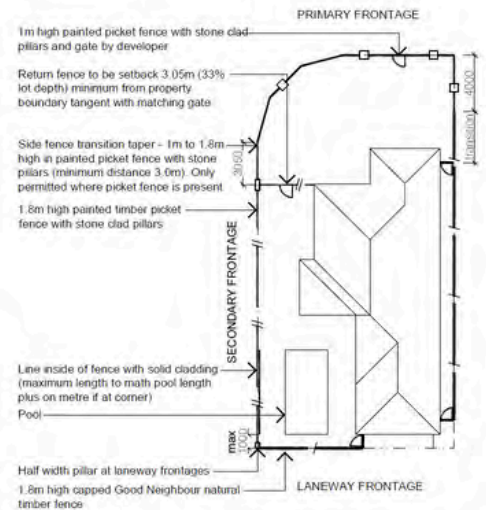 PRIMARY FRONTAGE
1m high painted picket fence with stone clad
pillars and gate by developer
Return fence to be setback 3.05m (33%
lot depth) minimum from property
boundary tangent with matching gate
4000
transition
Side fence transition taper - 1m to 1.8m
high in painted picket fence with stone
pillars (minimum distance 3.0m). Only
permitted where picket fence is present
3050
1.8m high painted timber picket
fence with stone clad pillars
SECONDARY FRONTAGE
Line inside of fence with solid cladding
(maximum length to math pool length
plus on metre if at corner)
Pool
max
1000
Half width pillar at laneway frontages
1.8m high capped Good Neighbour natural
timber fence
LANEWAY FRONTAGE